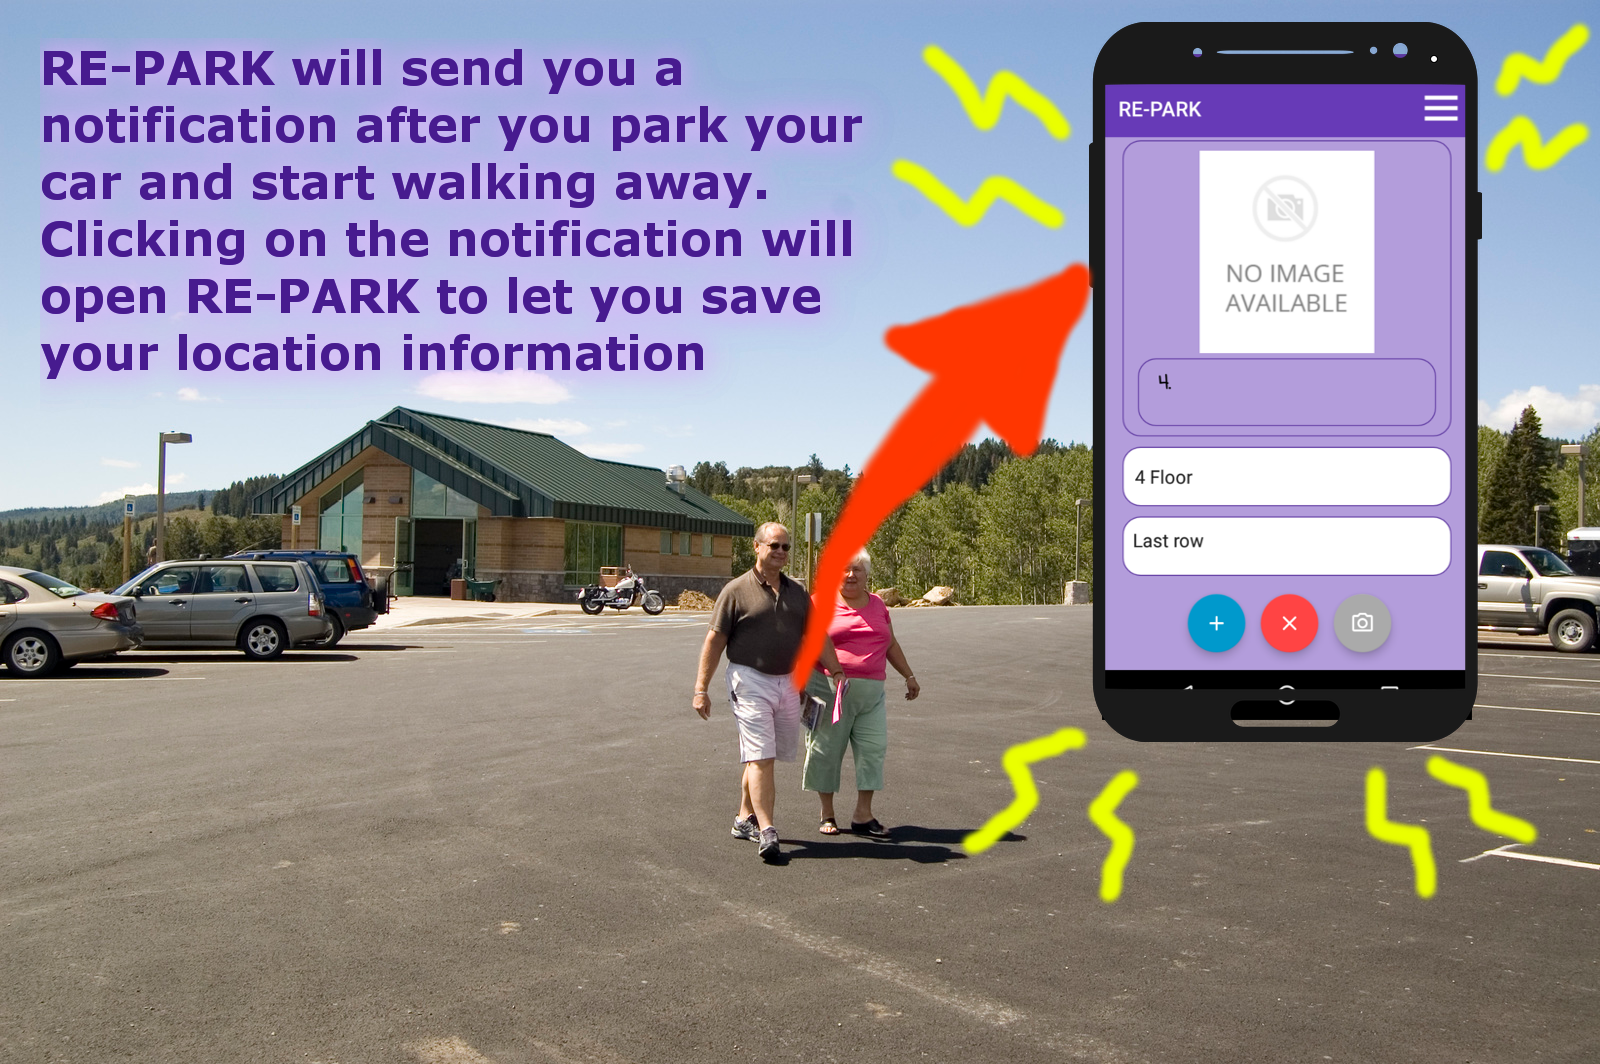 RE-PARK will send you a
notification after you park your
car and start walking away.
Clicking on the notification will
open RE-PARK to let you save
your location information
RE-PARK
NO IMAGE
AVAILABLE
4.
4 Floor
Last row